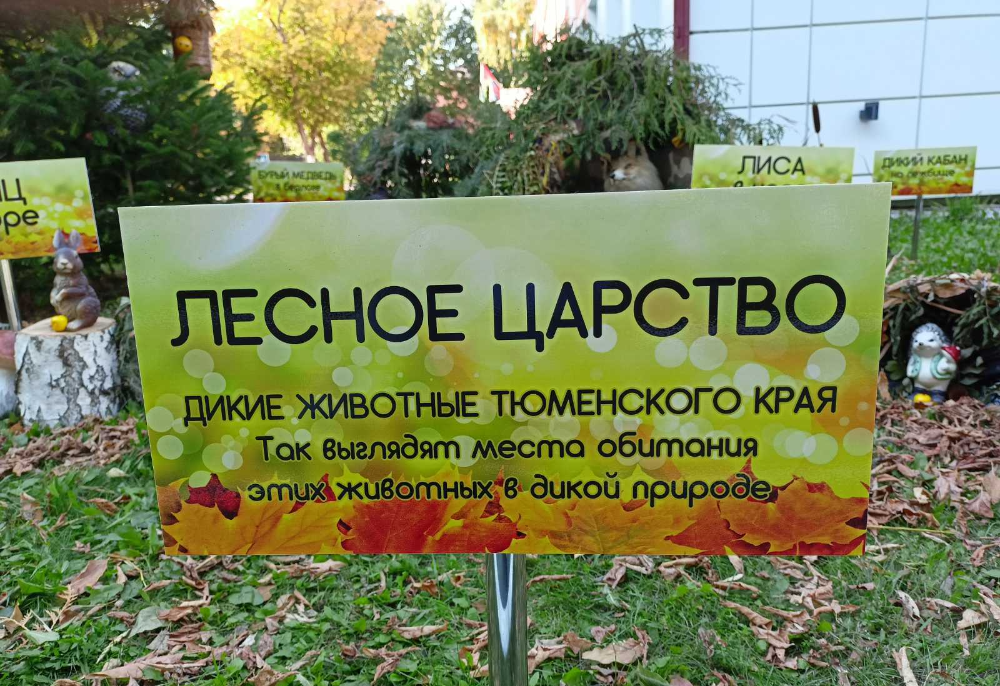 БУРЫЙ МЕДВЕДЬ
в берлоге
ЛИСА
ДИКИЙ КАБАН
на лежбище
ЛЕСНОЕ ЦАРСТВО
ДИКИЕ ЖИВОТНЫЕ ТЮМЕНСКОГО КРАЯ
Так выглядят места обитания
этих животных в дикой природе